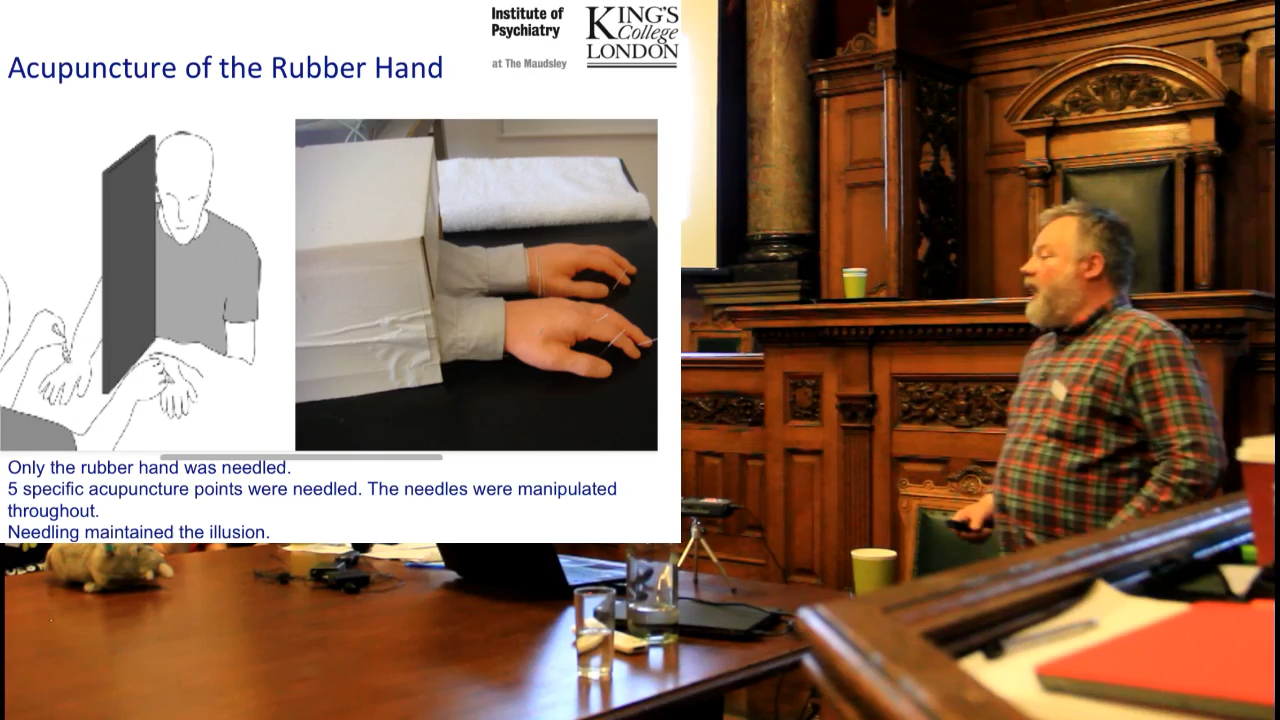 Institute of
Psychiatry
at The Maudsley
KING'S
College
LONDON
Acupuncture of the Rubber Hand
Only the rubber hand was needled.
5 specific acupuncture points were needled. The needles were manipulated
throughout.
Needling maintained the illusion.